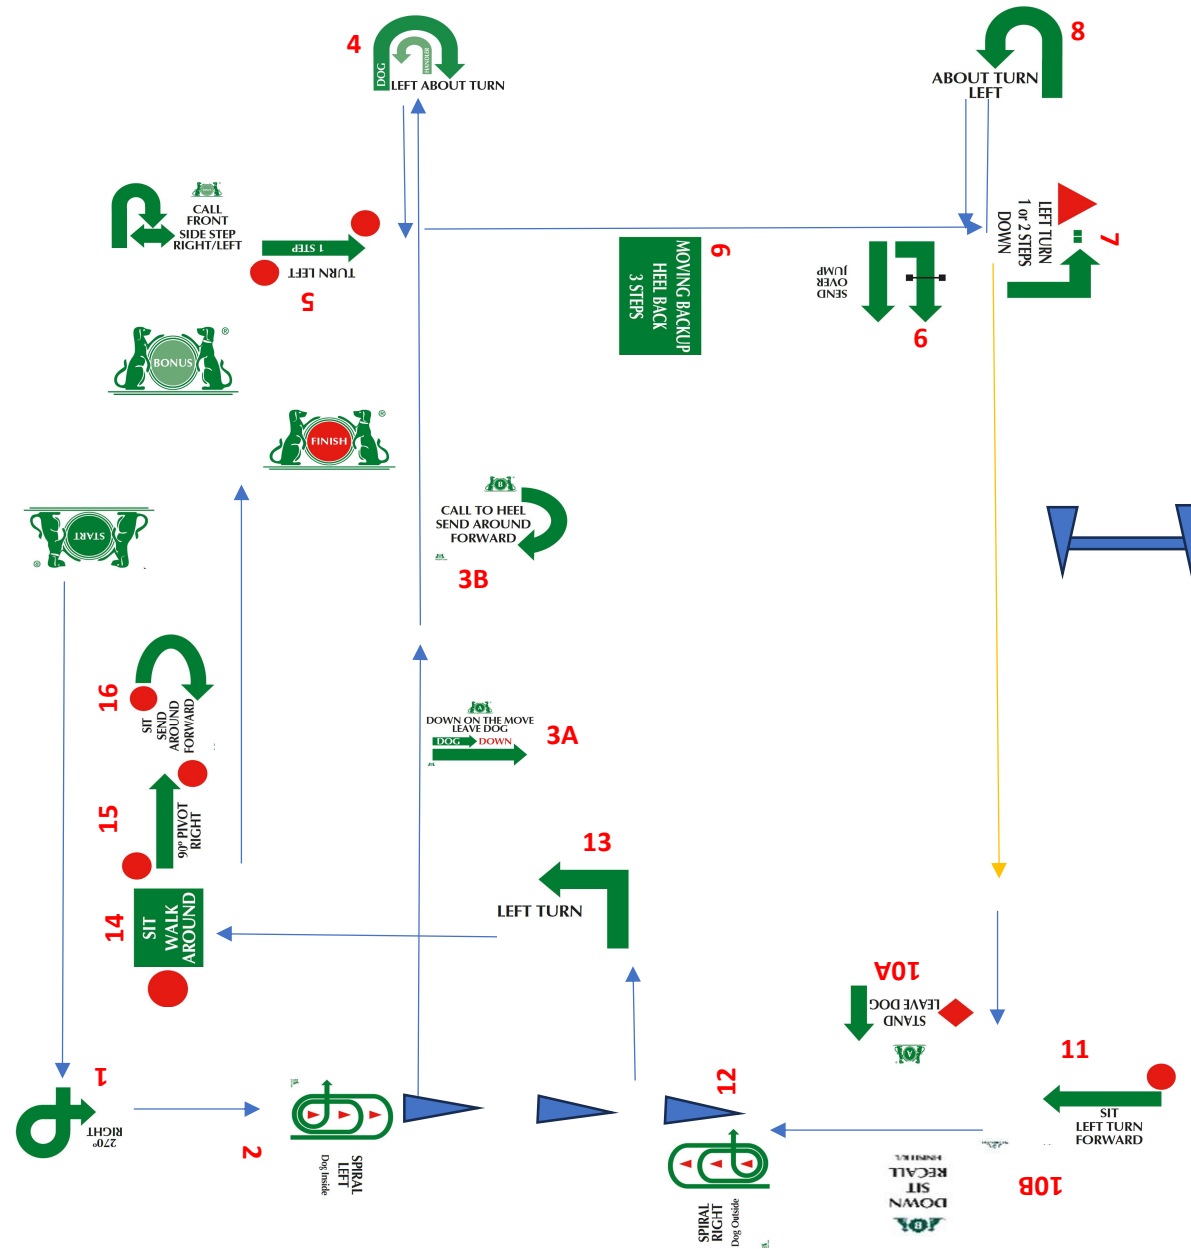 4
DOG
HANDLER
LEFT ABOUT TURN
8
ABOUT TURN
LEFT
CALL
FRONT
SIDE STEP
RIGHT/LEFT
1 STEP
TURN LEFT
5
MOVING BACKUP
HEEL BACK
3 STEPS
9
SEND
OVER
JUMP
6
LEFT TURN
1 or 2 STEPS
DOWN
7
BONUS
®
FINISH
®
START
®
B
CALL TO HEEL
SEND AROUND
FORWARD
3B
16
SIT
SEND
AROUND
FORWARD
A
DOWN ON THE MOVE
LEAVE DOG
DOG DOWN
3A
15
90º PIVOT
RIGHT
14
SIT
WALK
AROUND
13
LEFT TURN
10A
STAND
LEAVE DOG
A
11
SIT
LEFT TURN
FORWARD
1
270º
RIGHT
2
SPIRAL
LEFT
Dog Inside
12
SPIRAL
RIGHT
Dog Outside
10B
B
DOWN
SIT
RECALL